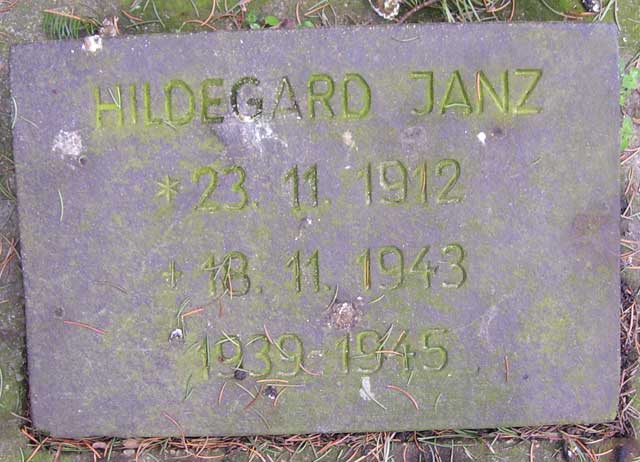 HILDEGARD JANZ
* 23. 11. 1912
+ 18. 11. 1943
1939 1945